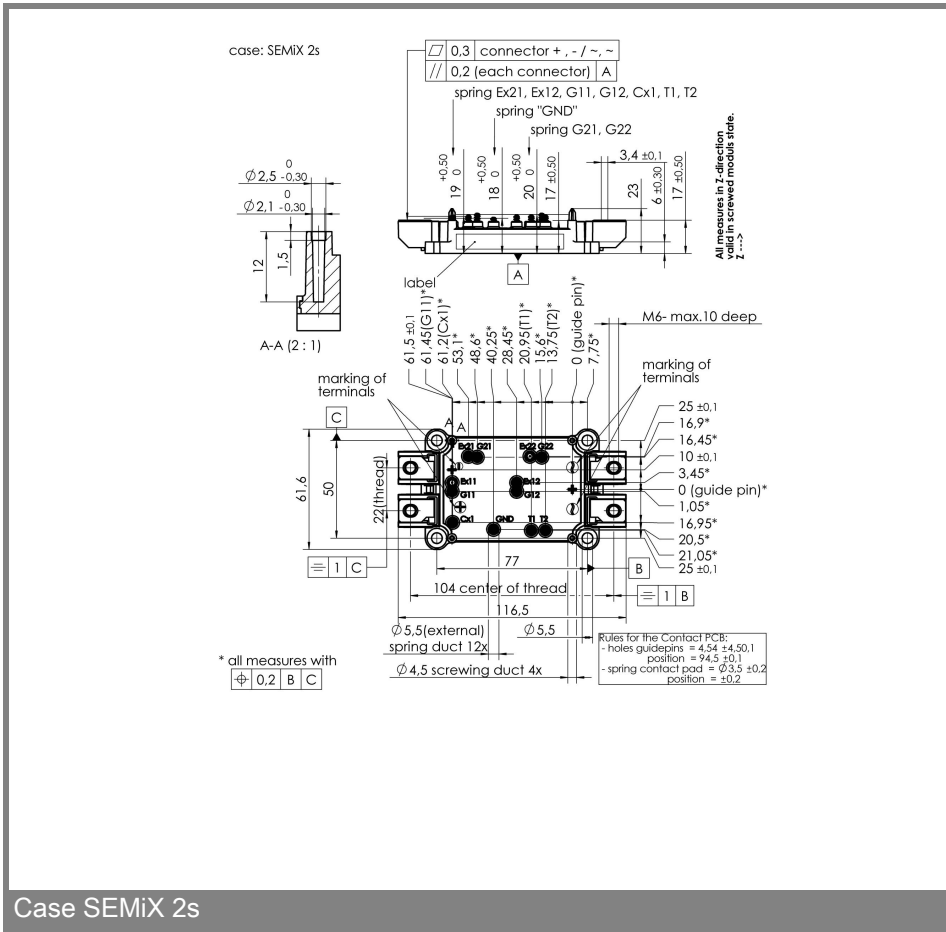 case: SEMiX 2s
0,3 connector + , - / ~, ~
// 0,2 (each connector) A
spring Ex21, Ex12, G11, G12, Cx1, T1, T2
spring "GND"
spring G21, G22
+0,50
19 0
+0,50
18 0
+0,50
20 0
17 ±0,50
3,4 ±0,1
23
6 ±0,30
17 ±0,50
All measures in Z-direction
valid in screwed moduls state.
Z --->
0
Ø 2,5 -0,30
0
Ø 2,1 -0,30
12
1,5
A-A (2 : 1)
label
A
61,5 ±0,1
61,45(G11)*
61,2(Cx1)*
53,1*
48,6*
40,25*
28,45*
20,95(T1)*
15,6*
13,75(T2)*
0 (guide pin)*
7,75*
M6- max.10 deep
marking of
terminals
marking of
terminals
C
A A
Ex21 G21
Ex22 G22
Ex11
G11
Ex12
G12
Cx1
GND
T1 T2
61,6
50
22(thread)
25 ±0,1
16,9*
16,45*
10 ±0,1
3,45*
0 (guide pin)*
1,05*
16,95*
20,5*
21,05*
25 ±0,1
1 C
77
B
104 center of thread
1 B
116,5
Ø 5,5(external)
spring duct 12x
Ø 5,5
Ø 4,5 screwing duct 4x
Rules for the Contact PCB:
- holes guidepins = 4,54 ±4,50,1
position = 94,5 ±0,1
- spring contact pad = Ø3,5 ±0,2
position = ±0,2
* all measures with
0,2 B C
Case SEMiX 2s